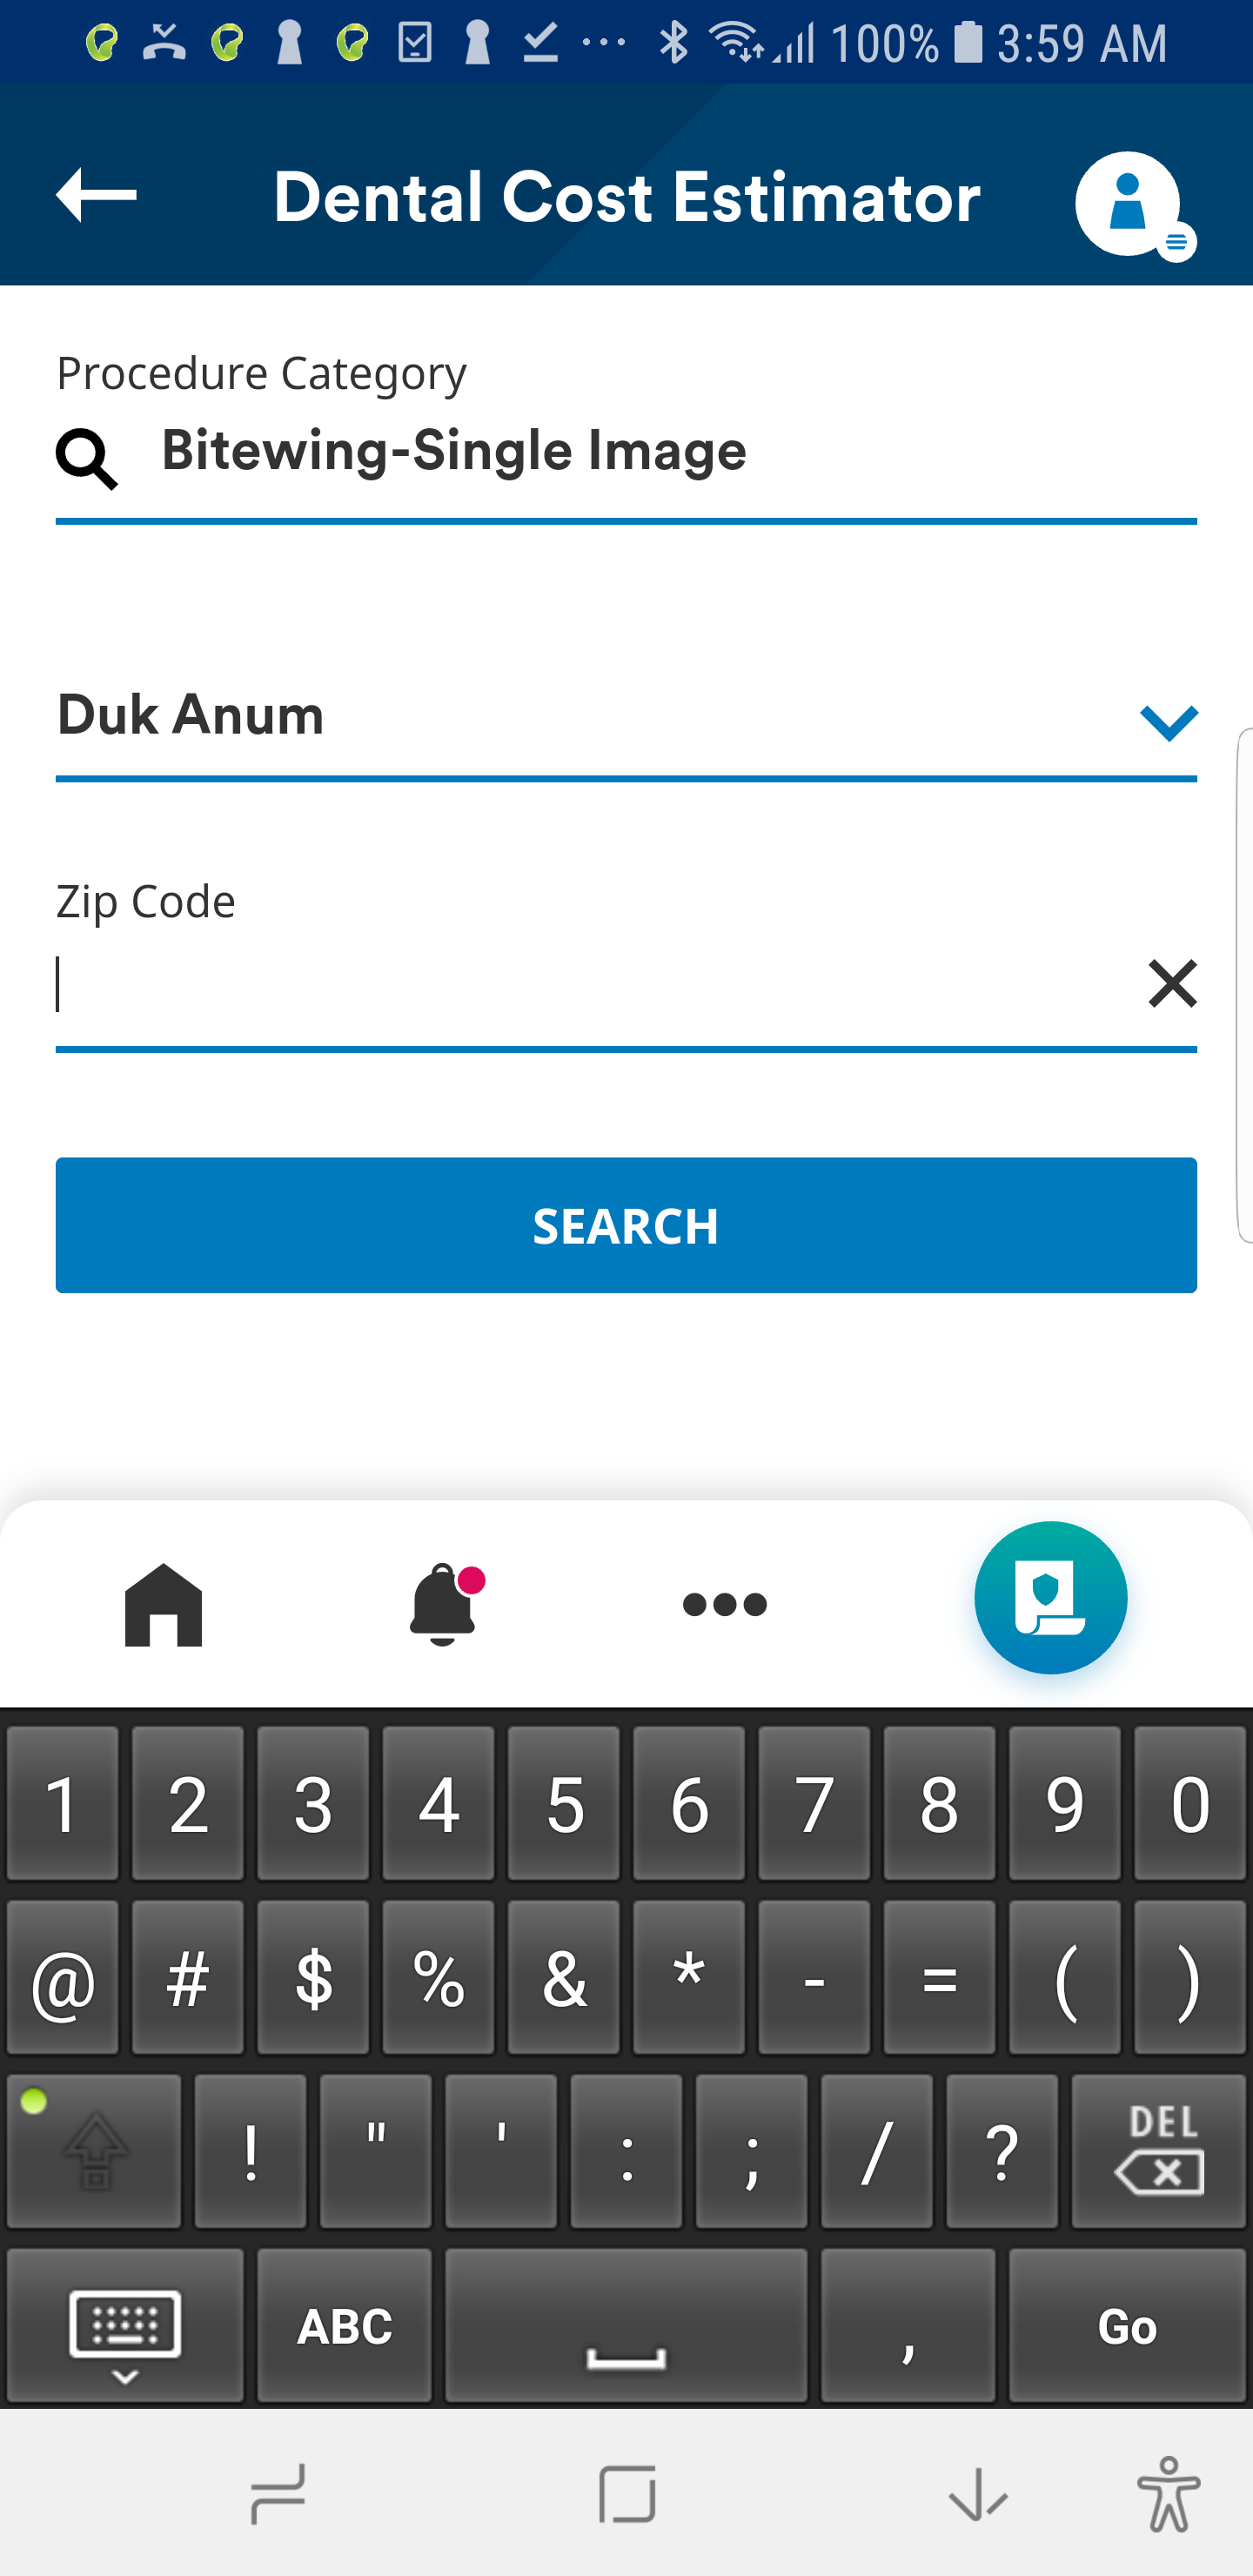 100% 3:59 AM
Dental Cost Estimator
Procedure Category
Bitewing-Single Image
Duk Anum
Zip Code
SEARCH
1 2 3 4 5 6 7 8 9 0
@ # $ % & * - = ( )
! " ' : ; / ? DEL
ABC , Go